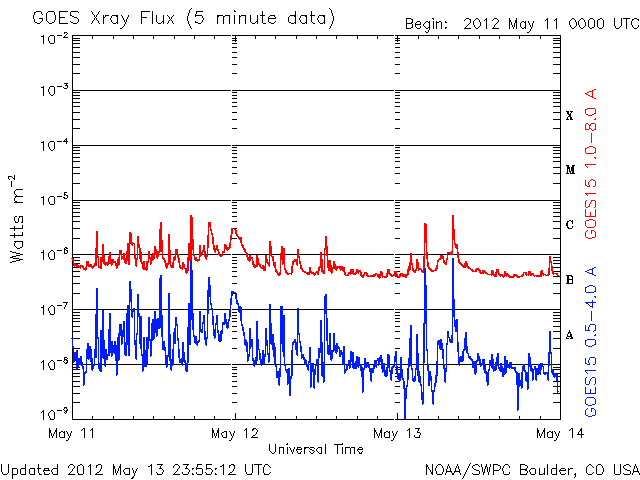 GOES Xray Flux (5 minute data)
Begin: 2012 May 11 0000 UTC
10-2
10-3
10-4
10-5
10-6
10-7
10-8
10-9
Watts m-2
X
M
C
B
A
GOES15 1.0-8.0 A
GOES15 0.5-4.0 A
May 11 May 12 May 13 May 14
Universal Time
Updated 2012 May 13 23:55:12 UTC
NOAA/SWPC Boulder, CO USA